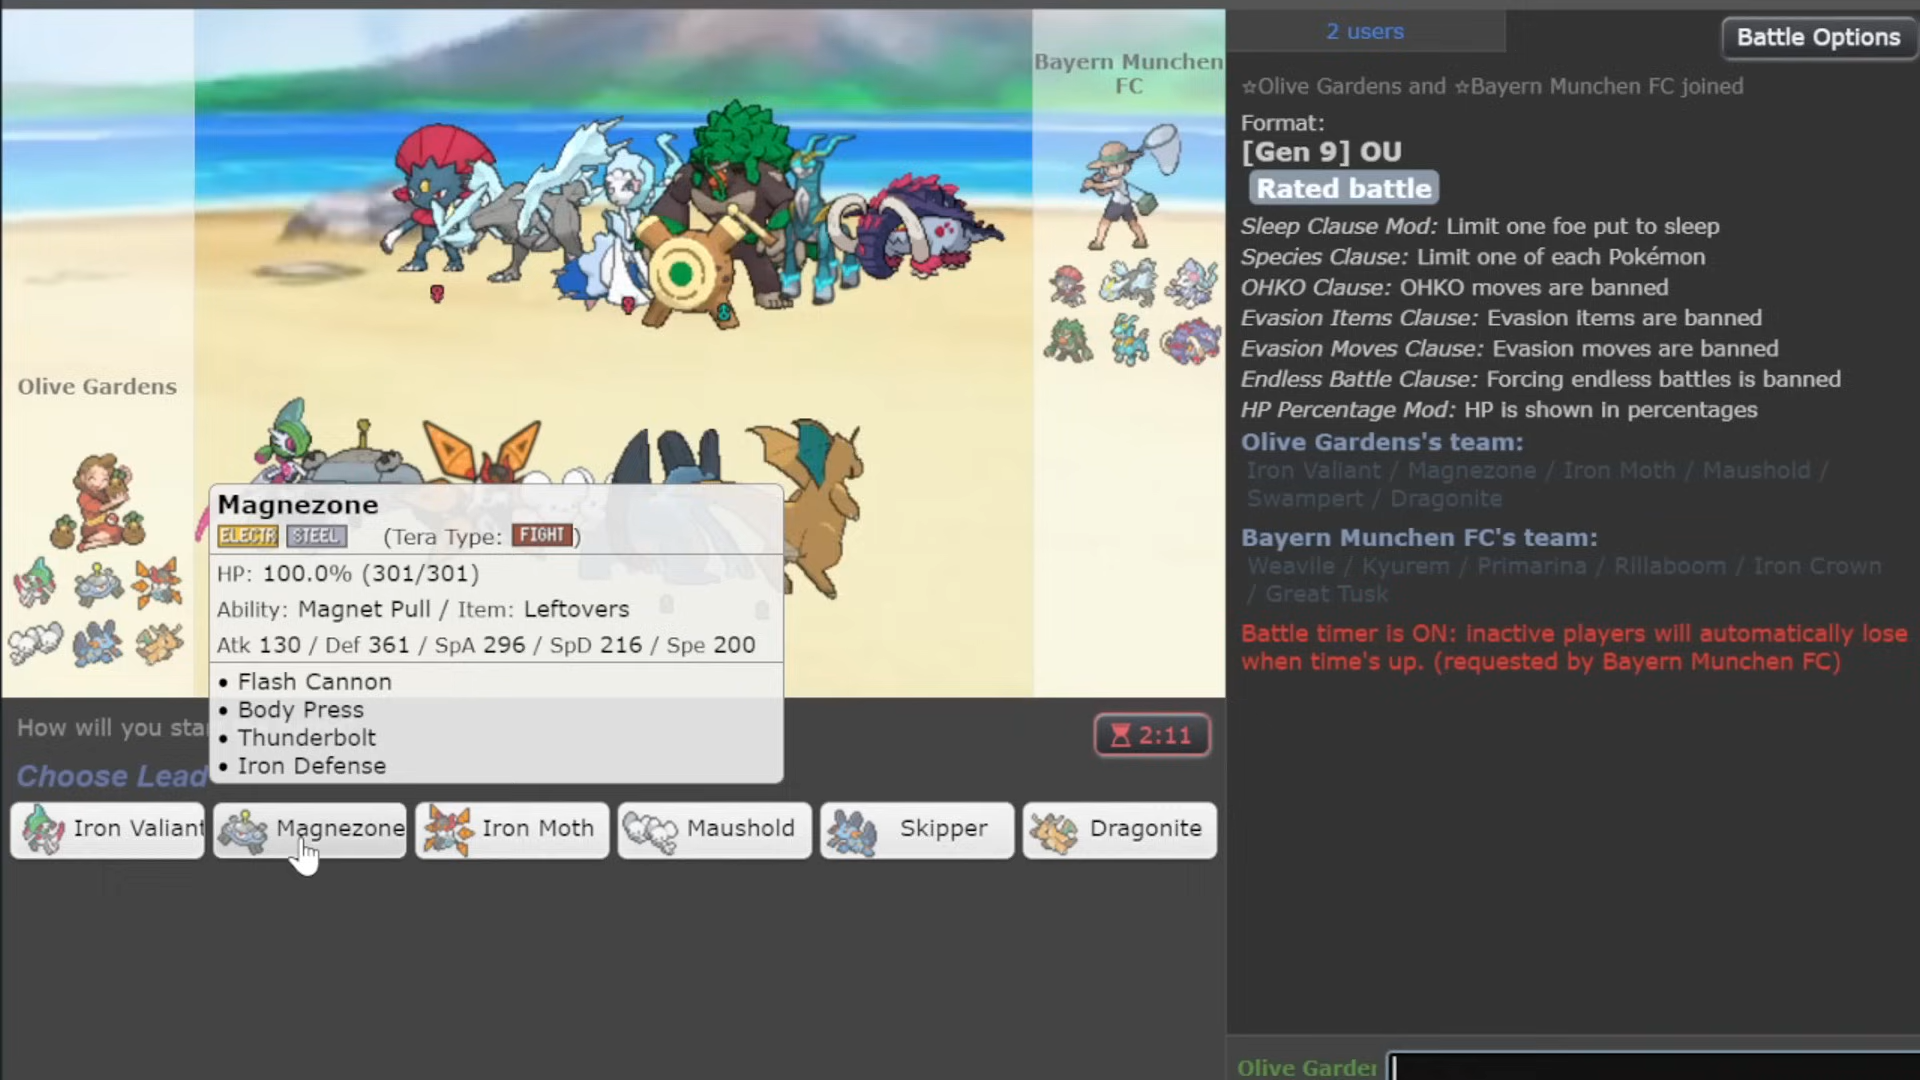 2 users
Battle Options
Bayern Munchen
FC
☆Olive Gardens and ☆Bayern Munchen FC joined
Format:
[Gen 9] OU
Rated battle
Sleep Clause Mod: Limit one foe put to sleep
Species Clause: Limit one of each Pokémon
OHKO Clause: OHKO moves are banned
Evasion Items Clause: Evasion items are banned
Evasion Moves Clause: Evasion moves are banned
Endless Battle Clause: Forcing endless battles is banned
HP Percentage Mod: HP is shown in percentages
Olive Gardens's team:
Iron Valiant / Magnezone / Iron Moth / Maushold /
Swampert / Dragonite
Bayern Munchen FC's team:
Weavile / Kyurem / Primarina / Rillaboom / Iron Crown
/ Great Tusk
Battle timer is ON: inactive players will automatically lose
when time's up. (requested by Bayern Munchen FC)
Olive Gardens
Magnezone
ELECTR STEEL (Tera Type: FIGHT)
HP: 100.0% (301/301)
Ability: Magnet Pull / Item: Leftovers
Atk 130 / Def 361 / SpA 296 / SpD 216 / Spe 200
• Flash Cannon
• Body Press
• Thunderbolt
• Iron Defense
How will you sta
2:11
Choose Lead
Iron Valiant
Magnezone
Iron Moth
Maushold
Skipper
Dragonite
Olive Garder